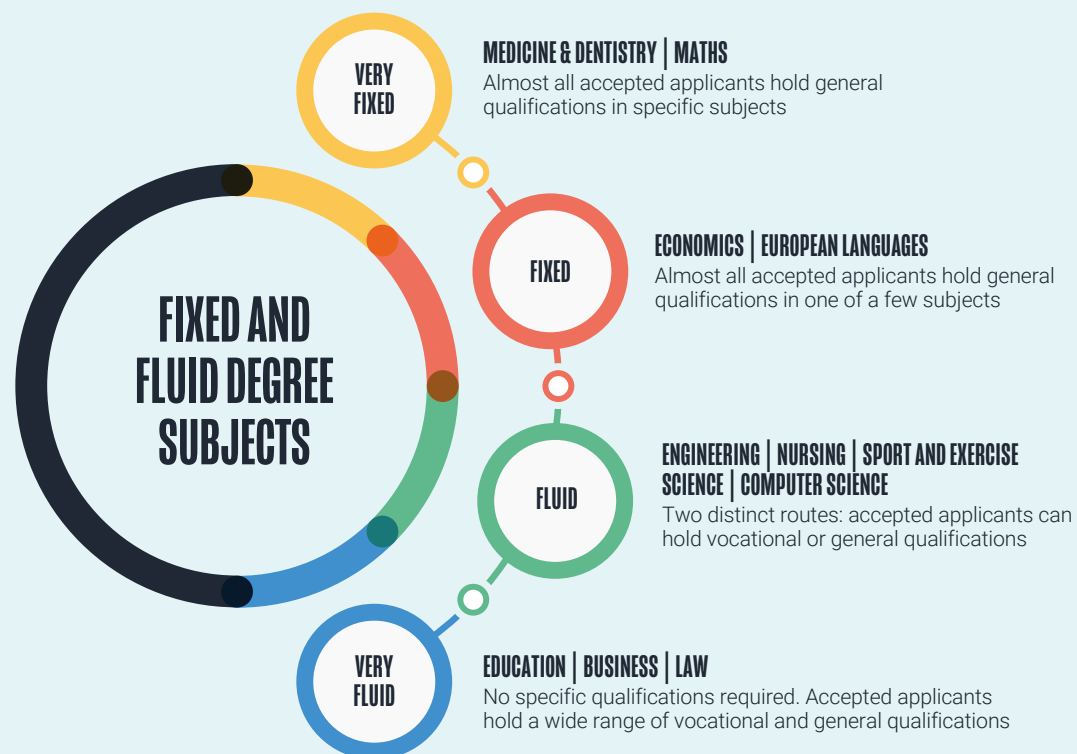 FIXED AND
FLUID DEGREE
SUBJECTS
VERY
FIXED
MEDICINE & DENTISTRY | MATHS
Almost all accepted applicants hold general
qualifications in specific subjects
FIXED
ECONOMICS | EUROPEAN LANGUAGES
Almost all accepted applicants hold general
qualifications in one of a few subjects
FLUID
ENGINEERING | NURSING | SPORT AND EXERCISE
SCIENCE | COMPUTER SCIENCE
Two distinct routes: accepted applicants can
hold vocational or general qualifications
VERY
FLUID
EDUCATION | BUSINESS | LAW
No specific qualifications required. Accepted applicants
hold a wide range of vocational and general qualifications